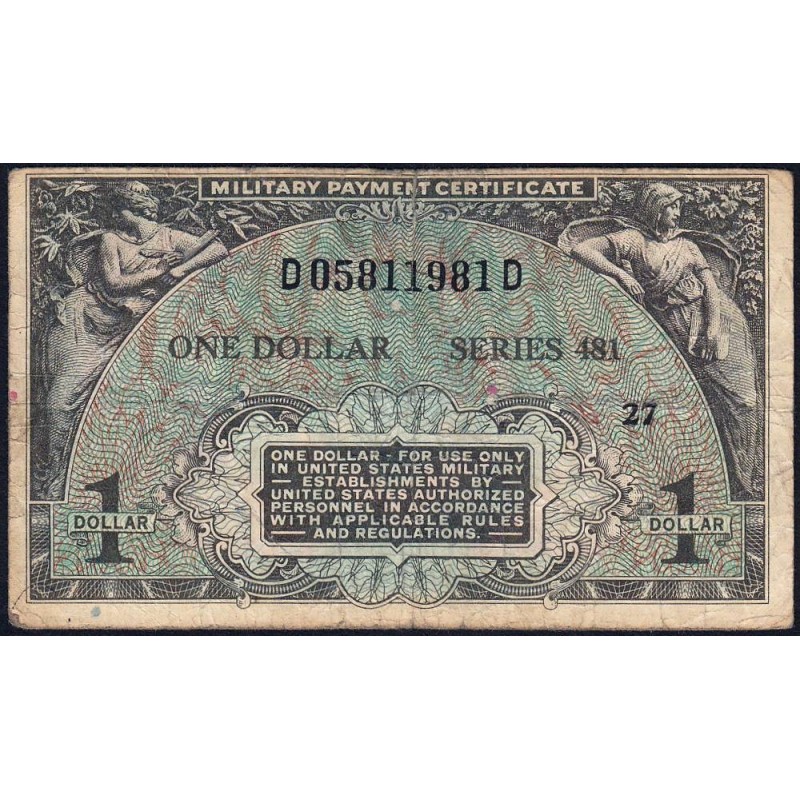 MILITARY PAYMENT CERTIFICATE
D05811981D
ONE DOLLAR SERIES 481
27
ONE DOLLAR - FOR USE ONLY
IN UNITED STATES MILITARY
ESTABLISHMENTS BY
UNITED STATES AUTHORIZED
PERSONNEL IN ACCORDANCE
WITH APPLICABLE RULES
AND REGULATIONS.
1 DOLLAR
1 DOLLAR